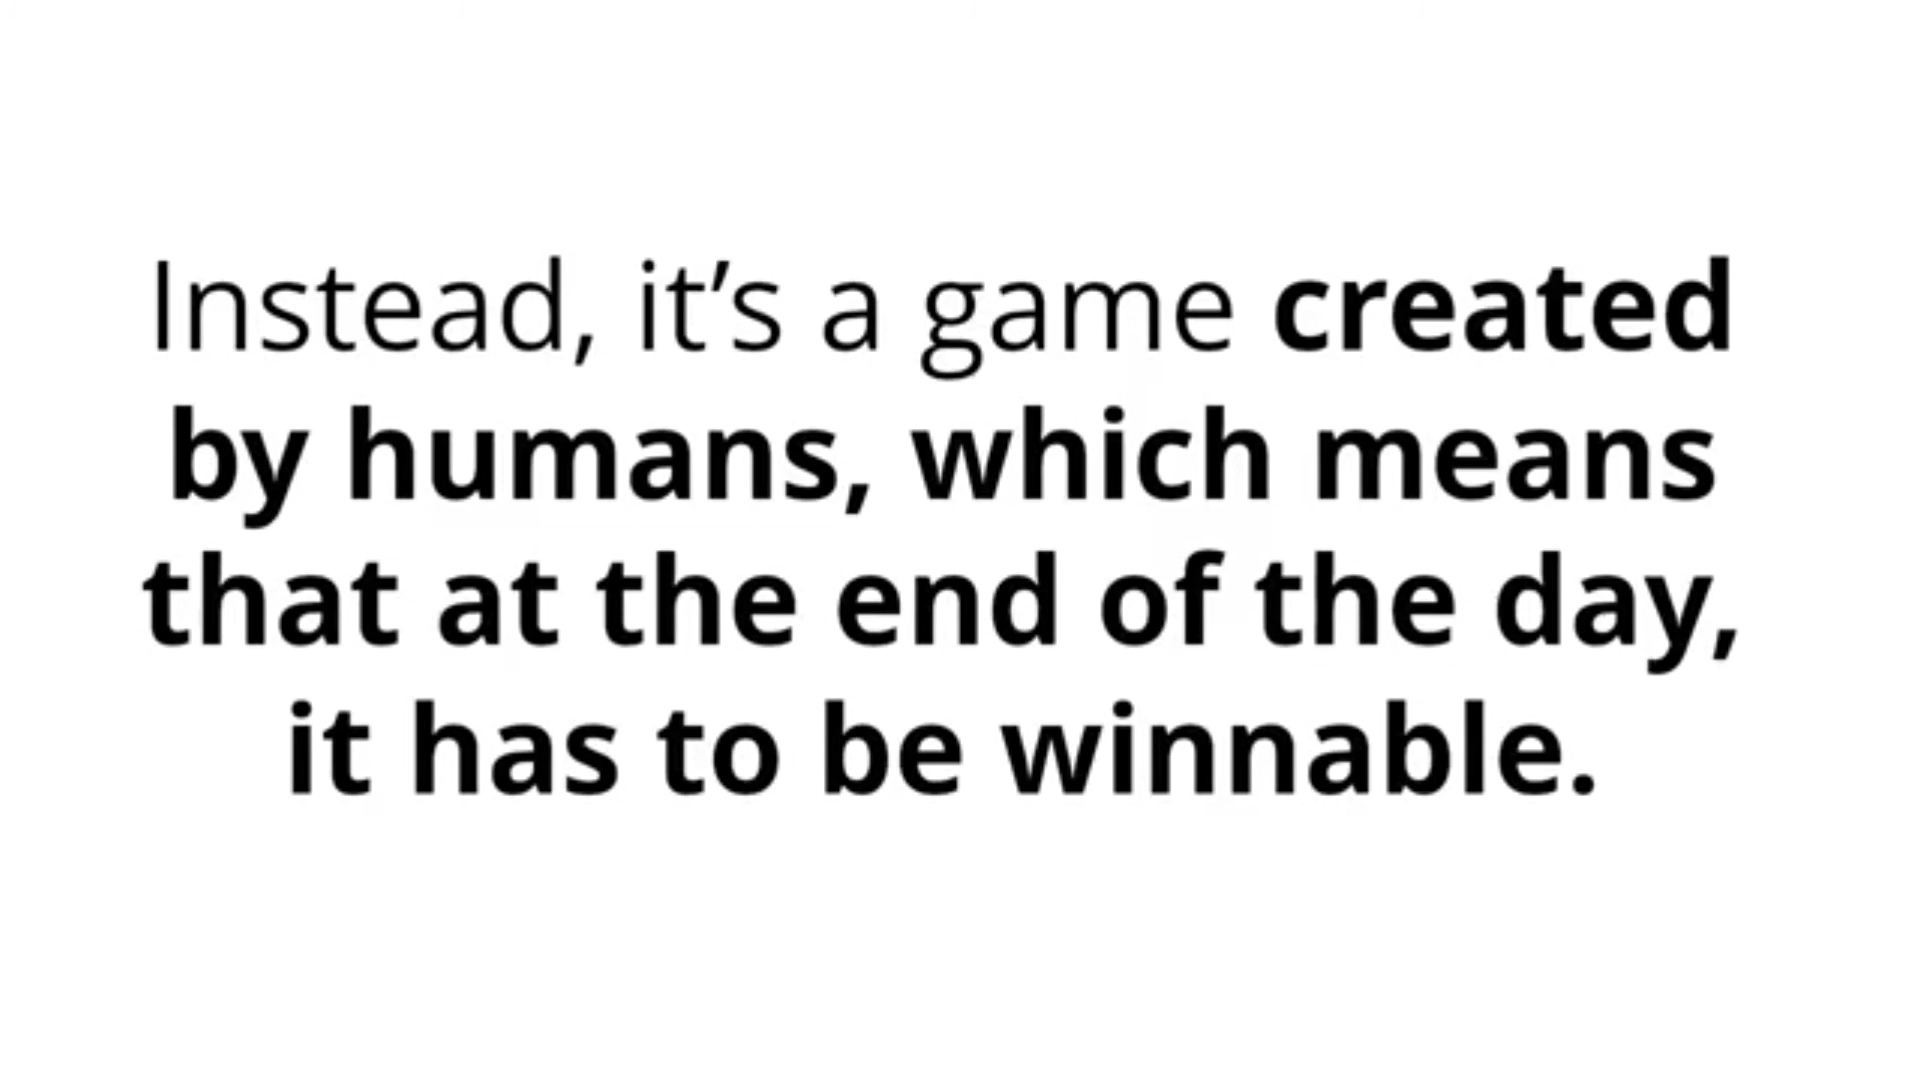 Instead, it’s a game created
by humans, which means
that at the end of the day,
it has to be winnable.